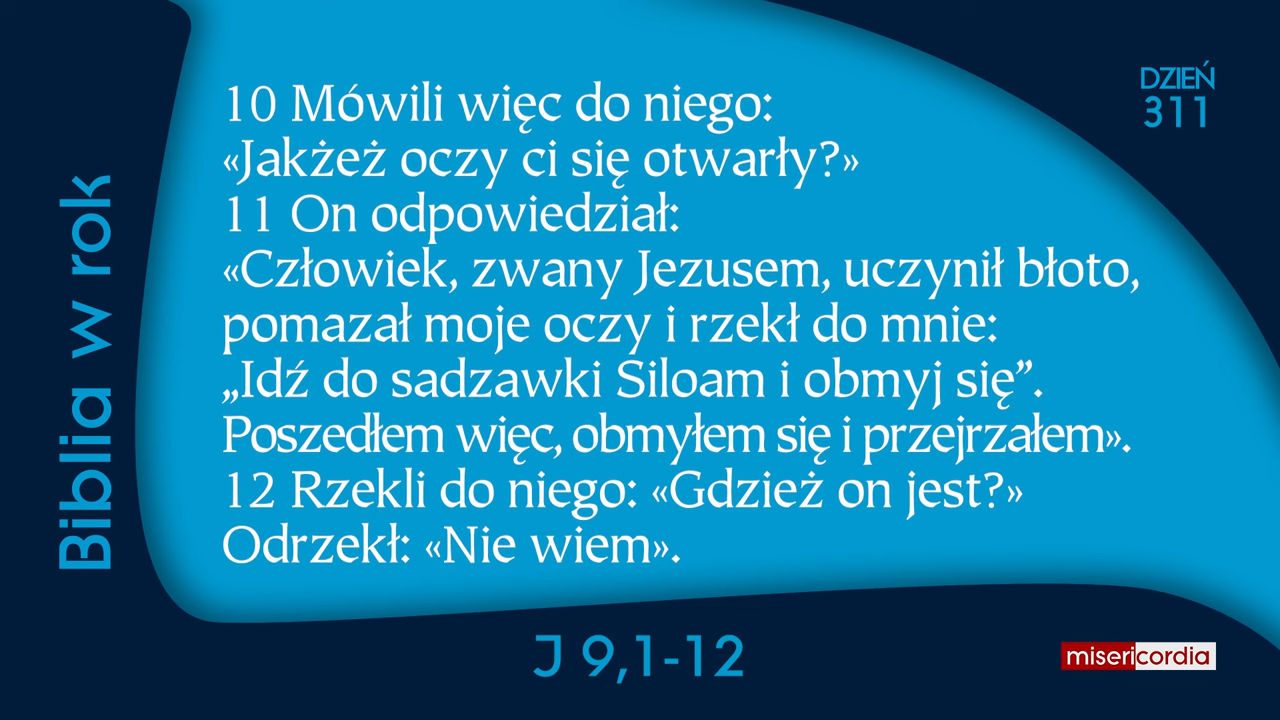 DZIEŃ
311
10 Mówili więc do niego:
«Jakżeż oczy ci się otwarły?»
11 On odpowiedział:
«Człowiek, zwany Jezusem, uczynił błoto,
pomazał moje oczy i rzekł do mnie:
„Idź do sadzawki Siloam i obmyj się”.
Poszedłem więc, obmyłem się i przejrzałem».
12 Rzekli do niego: «Gdzież on jest?»
Odrzekł: «Nie wiem».
Biblia w rok
J 9,1-12
misericordia